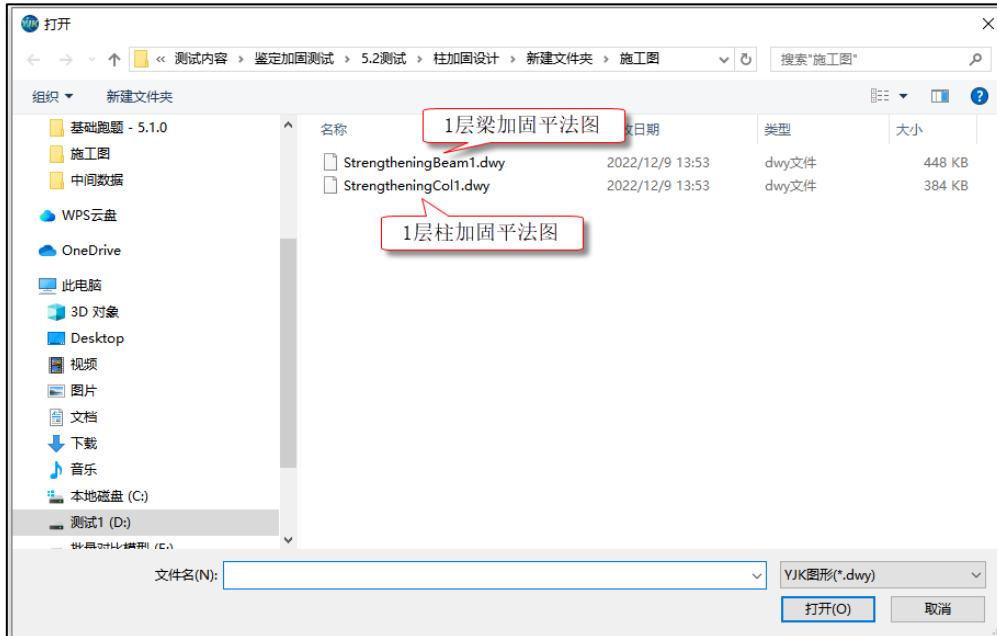 YJK 打开
« 测试内容 › 鉴定加固测试 › 5.2测试 › 柱加固设计 › 新建文件夹 › 施工图
搜索"施工图"
组织 新建文件夹
基础跑题 - 5.1.0
施工图
中间数据
WPS云盘
OneDrive
此电脑
3D 对象
Desktop
视频
图片
文档
下载
音乐
本地磁盘 (C:)
测试1 (D:)
名称 改日期 类型 大小
1层梁加固平法图
StrengtheningBeam1.dwy 2022/12/9 13:53 dwy文件 448 KB
StrengtheningCol1.dwy 2022/12/9 13:53 dwy文件 384 KB
1层柱加固平法图
文件名(N): YJK图形(*.dwy)
打开(O) 取消